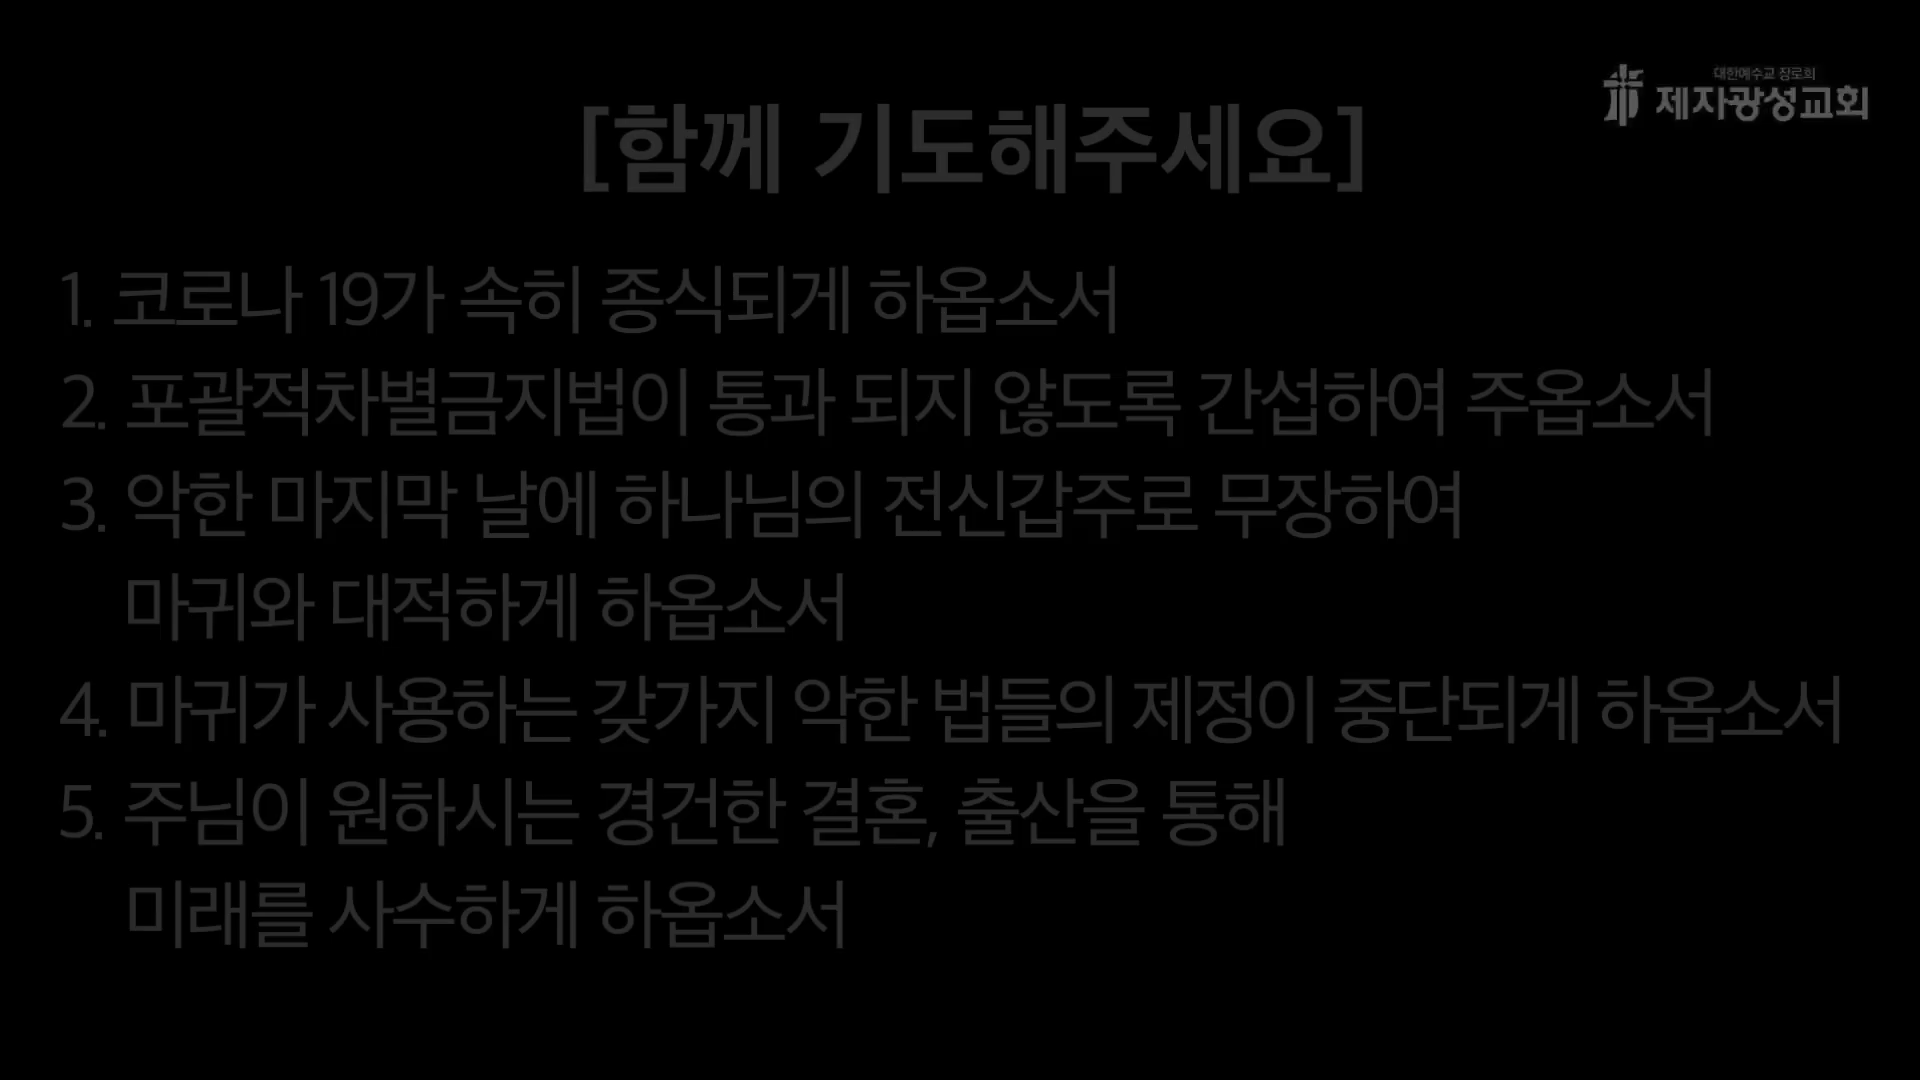 대한예수교 장로회
제자광성교회
[함께 기도해주세요]
1. 코로나 19가 속히 종식되게 하옵소서
2. 포괄적차별금지법이 통과 되지 않도록 간섭하여 주옵소서
3. 악한 마지막 날에 하나님의 전신갑주로 무장하여
마귀와 대적하게 하옵소서
4. 마귀가 사용하는 갖가지 악한 법들의 제정이 중단되게 하옵소서
5. 주님이 원하시는 경건한 결혼, 출산을 통해
미래를 사수하게 하옵소서